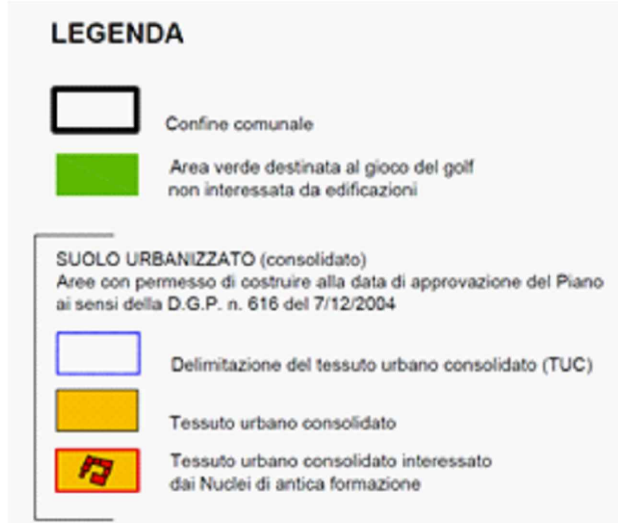 LEGENDA
Confine comunale
Area verde destinata al gioco del golf
non interessata da edificazioni
SUOLO URBANIZZATO (consolidato)
Aree con permesso di costruire alla data di approvazione del Piano
ai sensi della D.G.P. n. 616 del 7/12/2004
Delimitazione del tessuto urbano consolidato (TUC)
Tessuto urbano consolidato
Tessuto urbano consolidato interessato
dai Nuclei di antica formazione